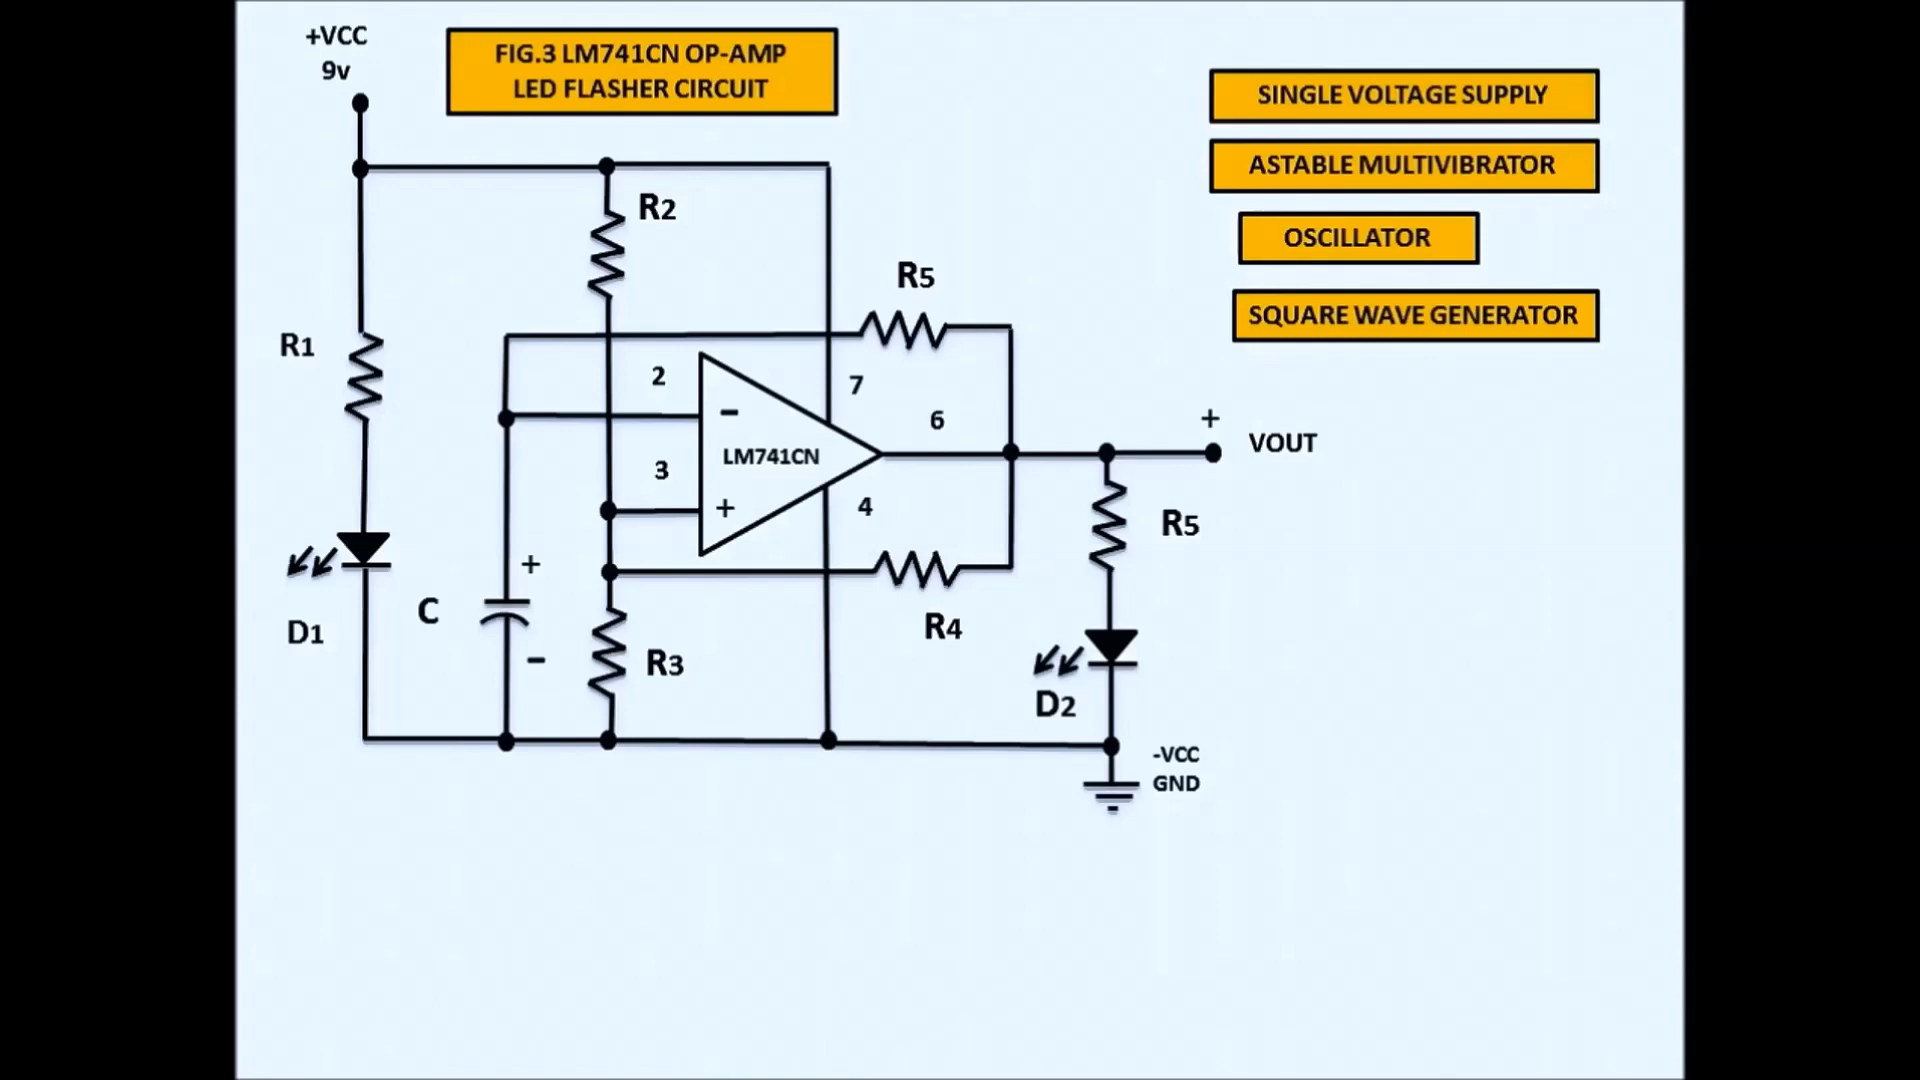 +VCC
9v
FIG.3 LM741CN OP-AMP
LED FLASHER CIRCUIT
SINGLE VOLTAGE SUPPLY
ASTABLE MULTIVIBRATOR
OSCILLATOR
SQUARE WAVE GENERATOR
R2
R5
R1
2
7
6
+
VOUT
-
LM741CN
3
4
+
R5
+
C
D1
R4
-
R3
D2
-VCC
GND